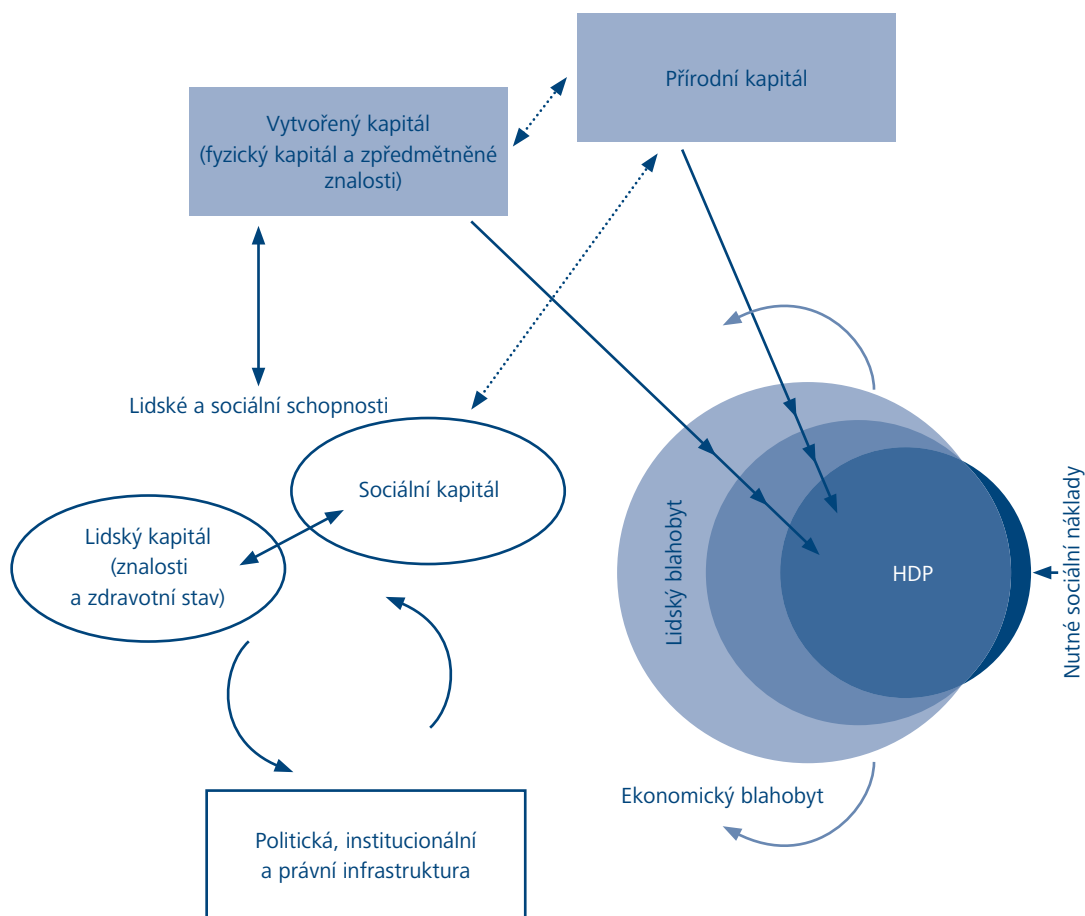 Přírodní kapitál
Vytvořený kapitál
(fyzický kapitál a zpředmětněné
znalosti)
Lidské a sociální schopnosti
Sociální kapitál
Lidský kapitál
(znalosti
a zdravotní stav)
Lidský blahobyt
HDP
Nutné sociální náklady
Ekonomický blahobyt
Politická, institucionální
a právní infrastruktura